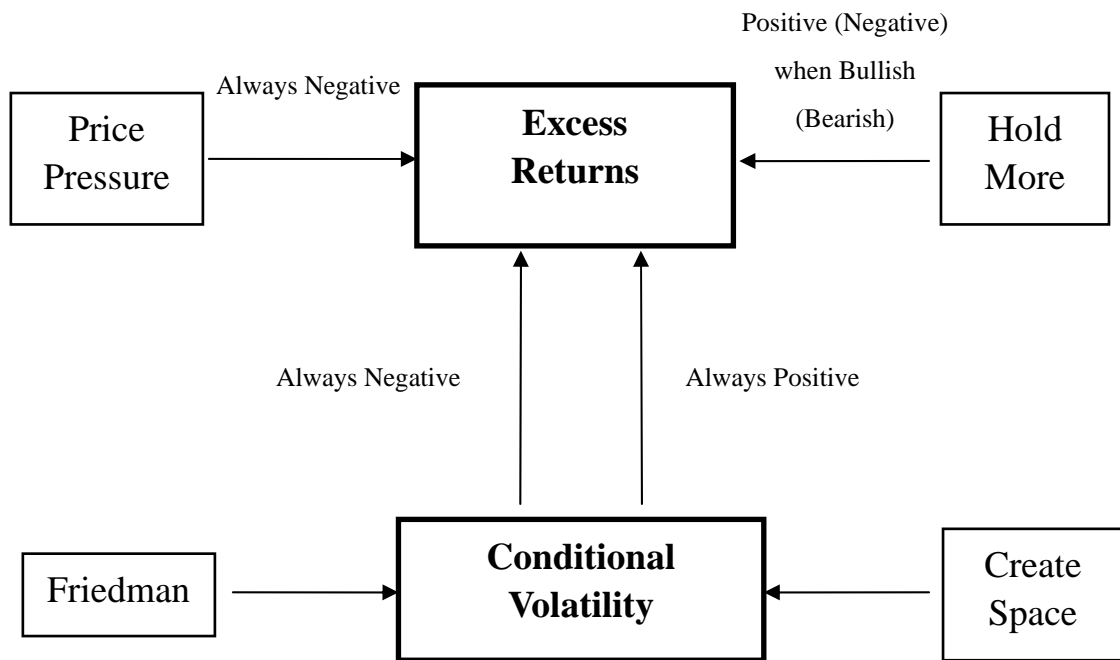 Positive (Negative)
when Bullish
(Bearish)
Always Negative
Price
Pressure
Excess
Returns
Hold
More
Always Negative
Always Positive
Friedman
Conditional
Volatility
Create
Space